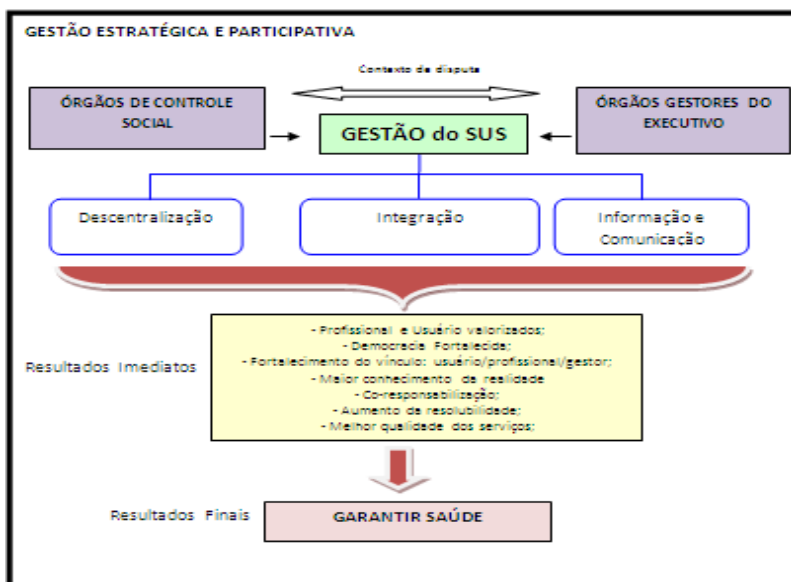 GESTÃO ESTRATÉGICA E PARTICIPATIVA
Contexto de disputa
ÓRGÃOS DE CONTROLE
SOCIAL
ÓRGÃOS GESTORES DO
EXECUTIVO
GESTÃO do SUS
Descentralização
Integração
Informação e
Comunicação
Resultados Imediatos
- Profissional e Usuário valorizados;
- Democracia Fortalecida;
- Fortalecimento do vínculo: usuário/profissional/gestor;
- Maior conhecimento da realidade
- Co-responsabilização;
- Aumento da resolubilidade;
- Melhor qualidade dos serviços;
Resultados Finais
GARANTIR SAÚDE